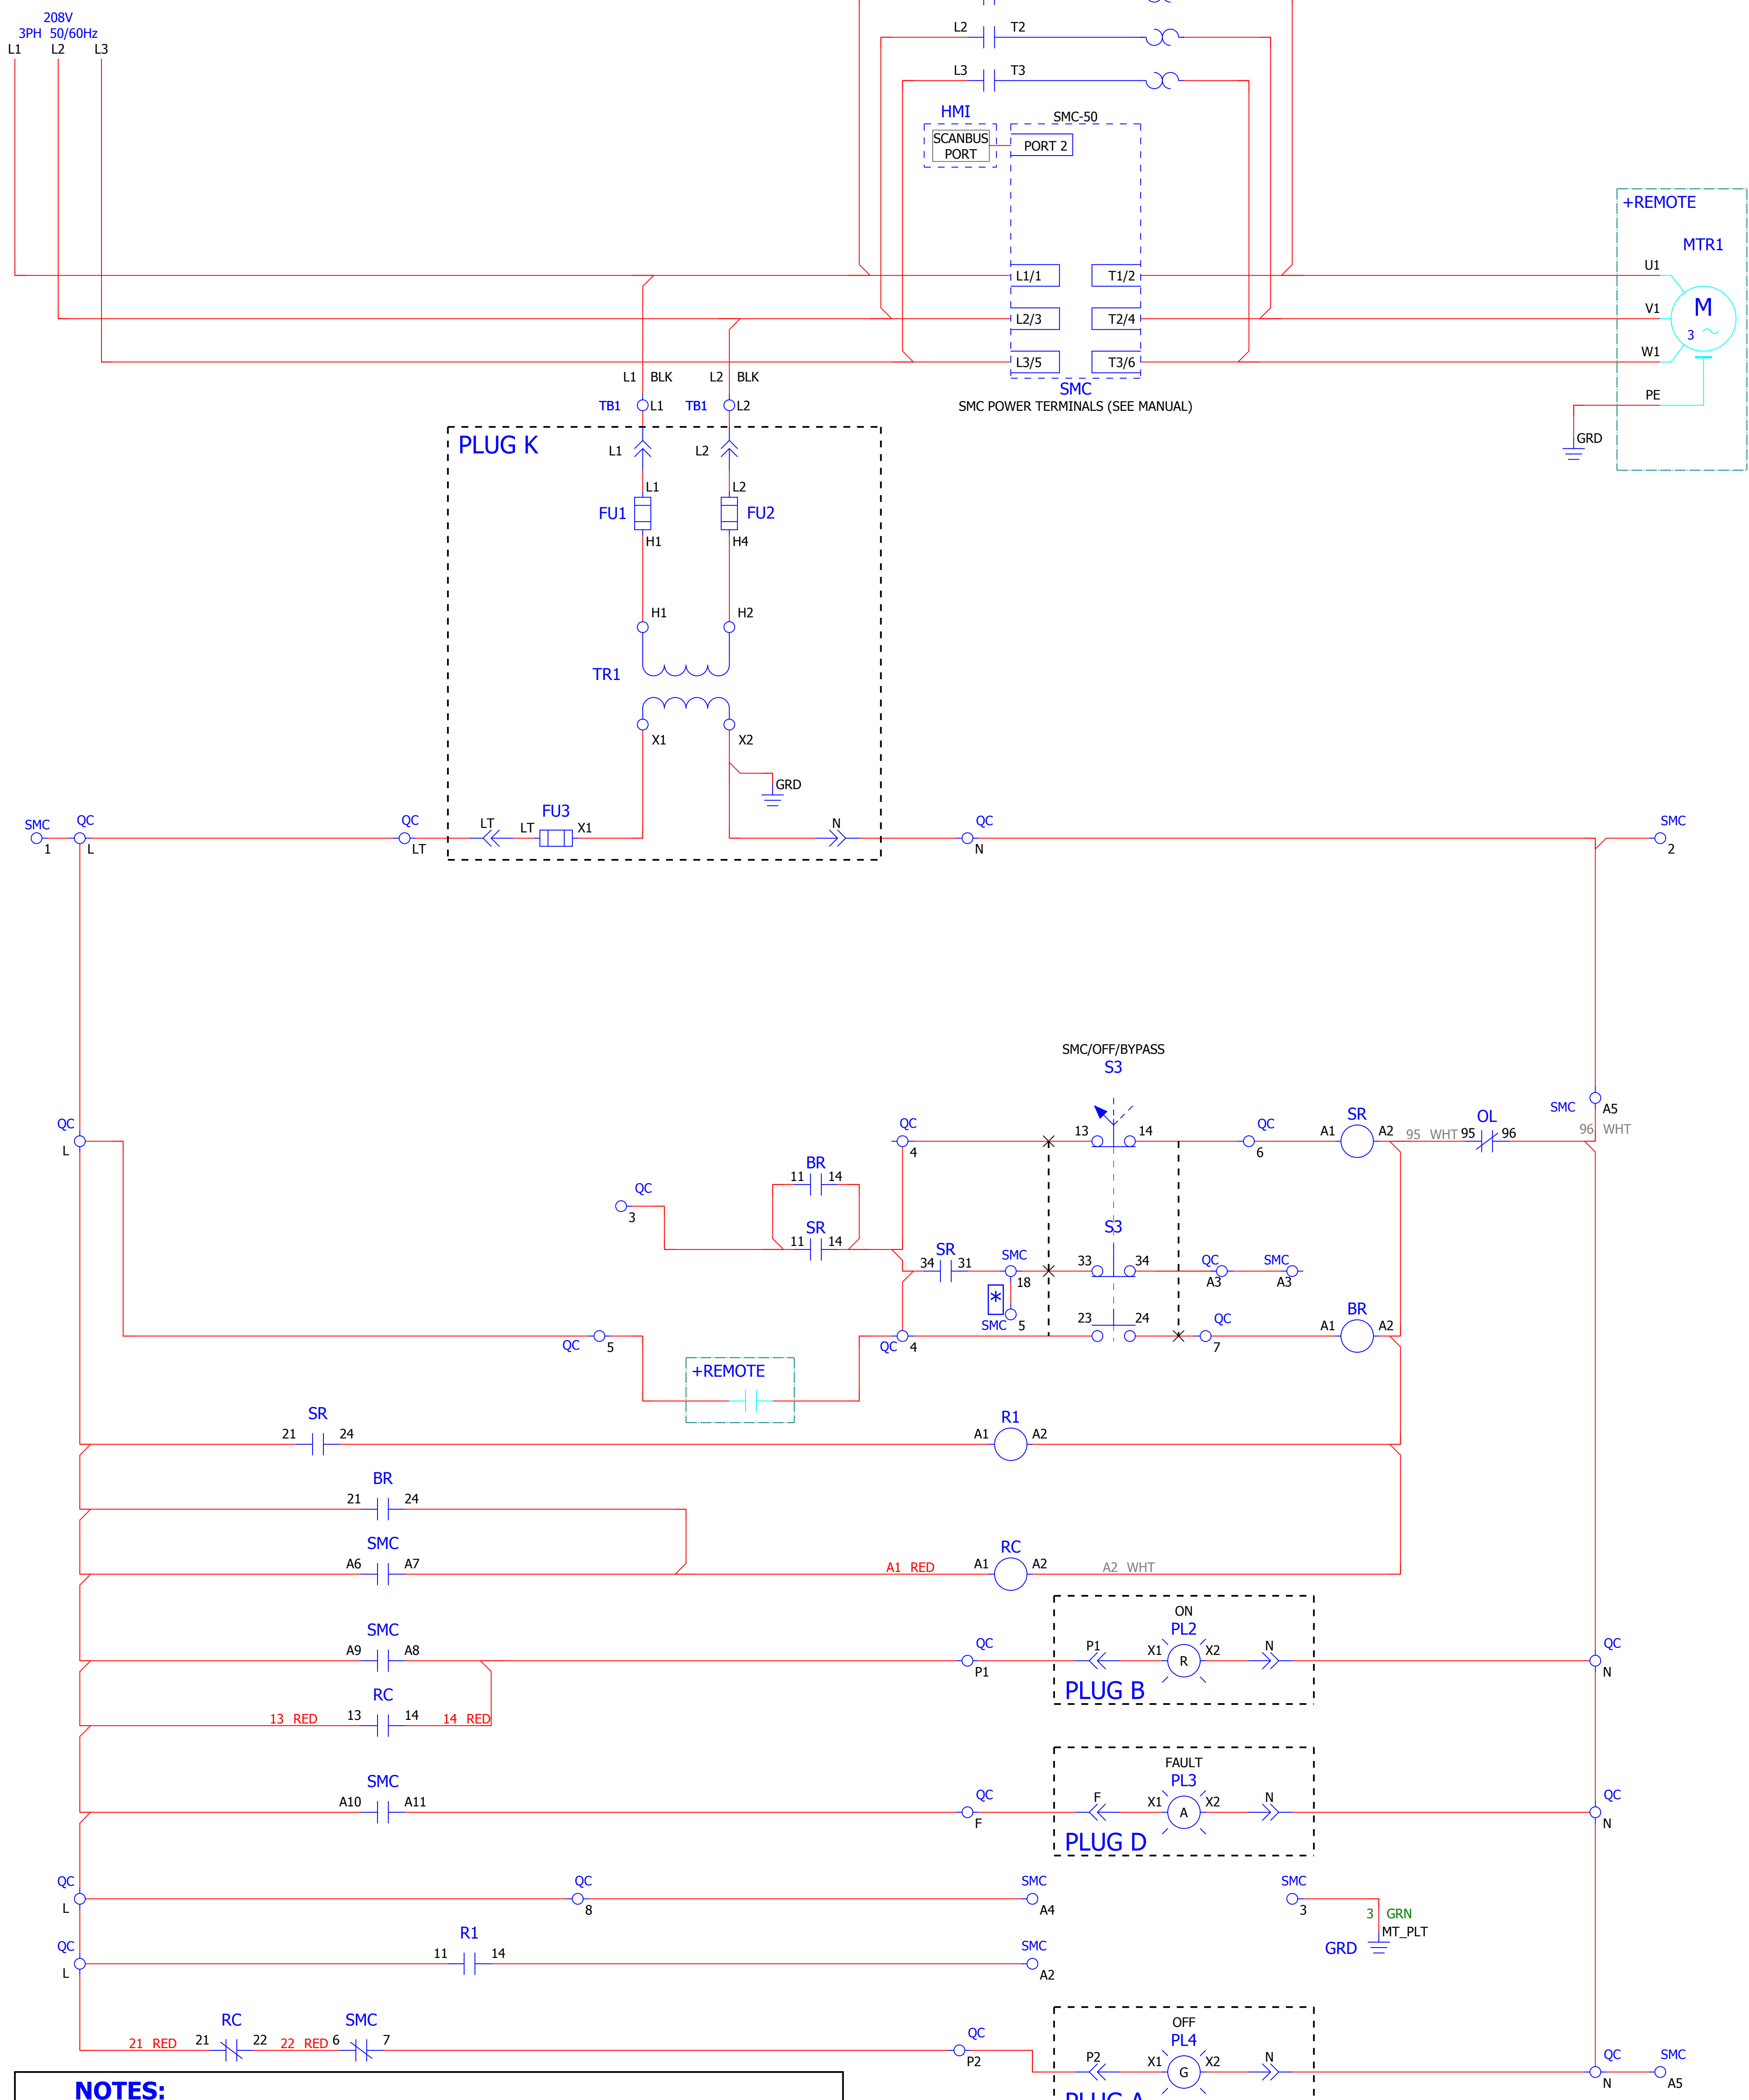 208V
3PH 50/60Hz
L1 L2 L3
L2 T2
L3 T3
HMI
SCANBUS
PORT
SMC-50
PORT 2
+REMOTE
MTR1
L1/1 T1/2 U1
L2/3 T2/4 V1
M
3
L3/5 T3/6 W1
SMC
SMC POWER TERMINALS (SEE MANUAL)
PE
GRD
L1 BLK L2 BLK
TB1 L1 TB1 L2
PLUG K
L1 L2
L1 L2
FU1 FU2
H1 H4
H1 H2
TR1
X1 X2
GRD
SMC QC QC LT FU3 N QC SMC
LT X1
1 L LT N 2
SMC/OFF/BYPASS
S3
SMC A5
QC QC 13 14 QC SR OL
A1 A2 95 WHT 95 96 96 WHT
L 4 6
BR
11 14
QC
3
SR S3
11 14
SR SMC 33 34 QC SMC
34 31
18 A3 A3
*
SMC 5 23 24 QC BR
QC 5 QC 4 7 A1 A2
+REMOTE
SR R1
21 24 A1 A2
BR
21 24
SMC RC
A6 A7 A1 RED A1 A2 A2 WHT
ON
SMC QC PL2 QC
A9 A8 P1 X1 X2 N
R
P1 N
PLUG B
RC
13 RED 13 14 14 RED
FAULT
SMC QC PL3 QC
A10 A11 F X1 X2 N
A
F N
PLUG D
QC QC SMC SMC
L 8 A4 3
3 GRN
MT_PLT
GRD
QC R1 SMC
11 14
L A2
RC SMC OFF
21 RED 21 22 22 RED 6 7 QC PL4 QC SMC
P2 P2 X1 X2 N
G
N A5
NOTES:
PLUG A